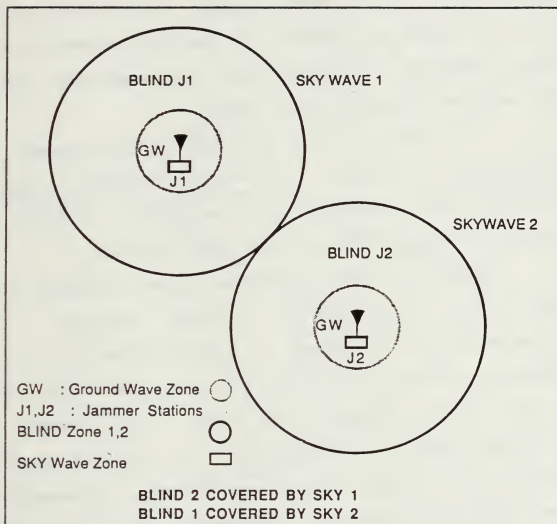 BLIND J1
SKY WAVE 1
GW
J1
SKYWAVE 2
BLIND J2
GW
J2
GW : Ground Wave Zone
J1,J2 : Jammer Stations
BLIND Zone 1,2
SKY Wave Zone
BLIND 2 COVERED BY SKY 1
BLIND 1 COVERED BY SKY 2